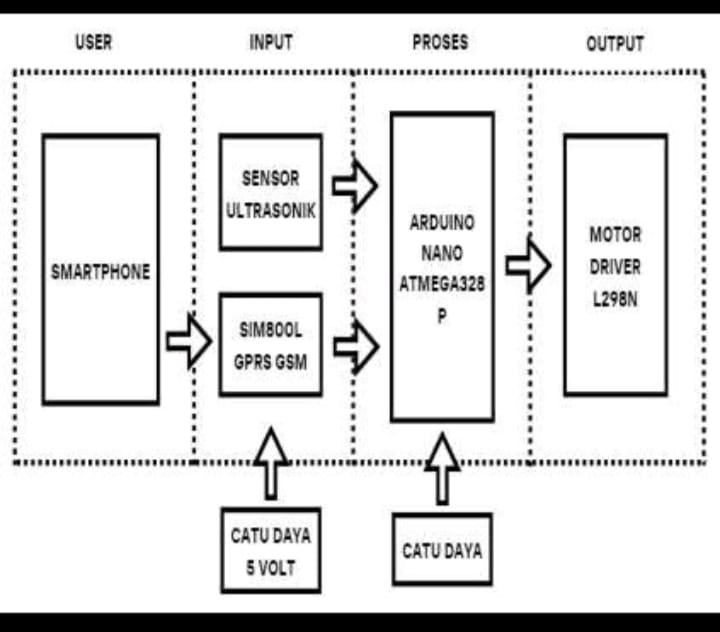 USER
INPUT
PROSES
OUTPUT
SMARTPHONE
SENSOR
ULTRASONIK
SIM800L
GPRS GSM
ARDUINO
NANO
ATMEGA328
P
MOTOR
DRIVER
L298N
CATU DAYA
5 VOLT
CATU DAYA